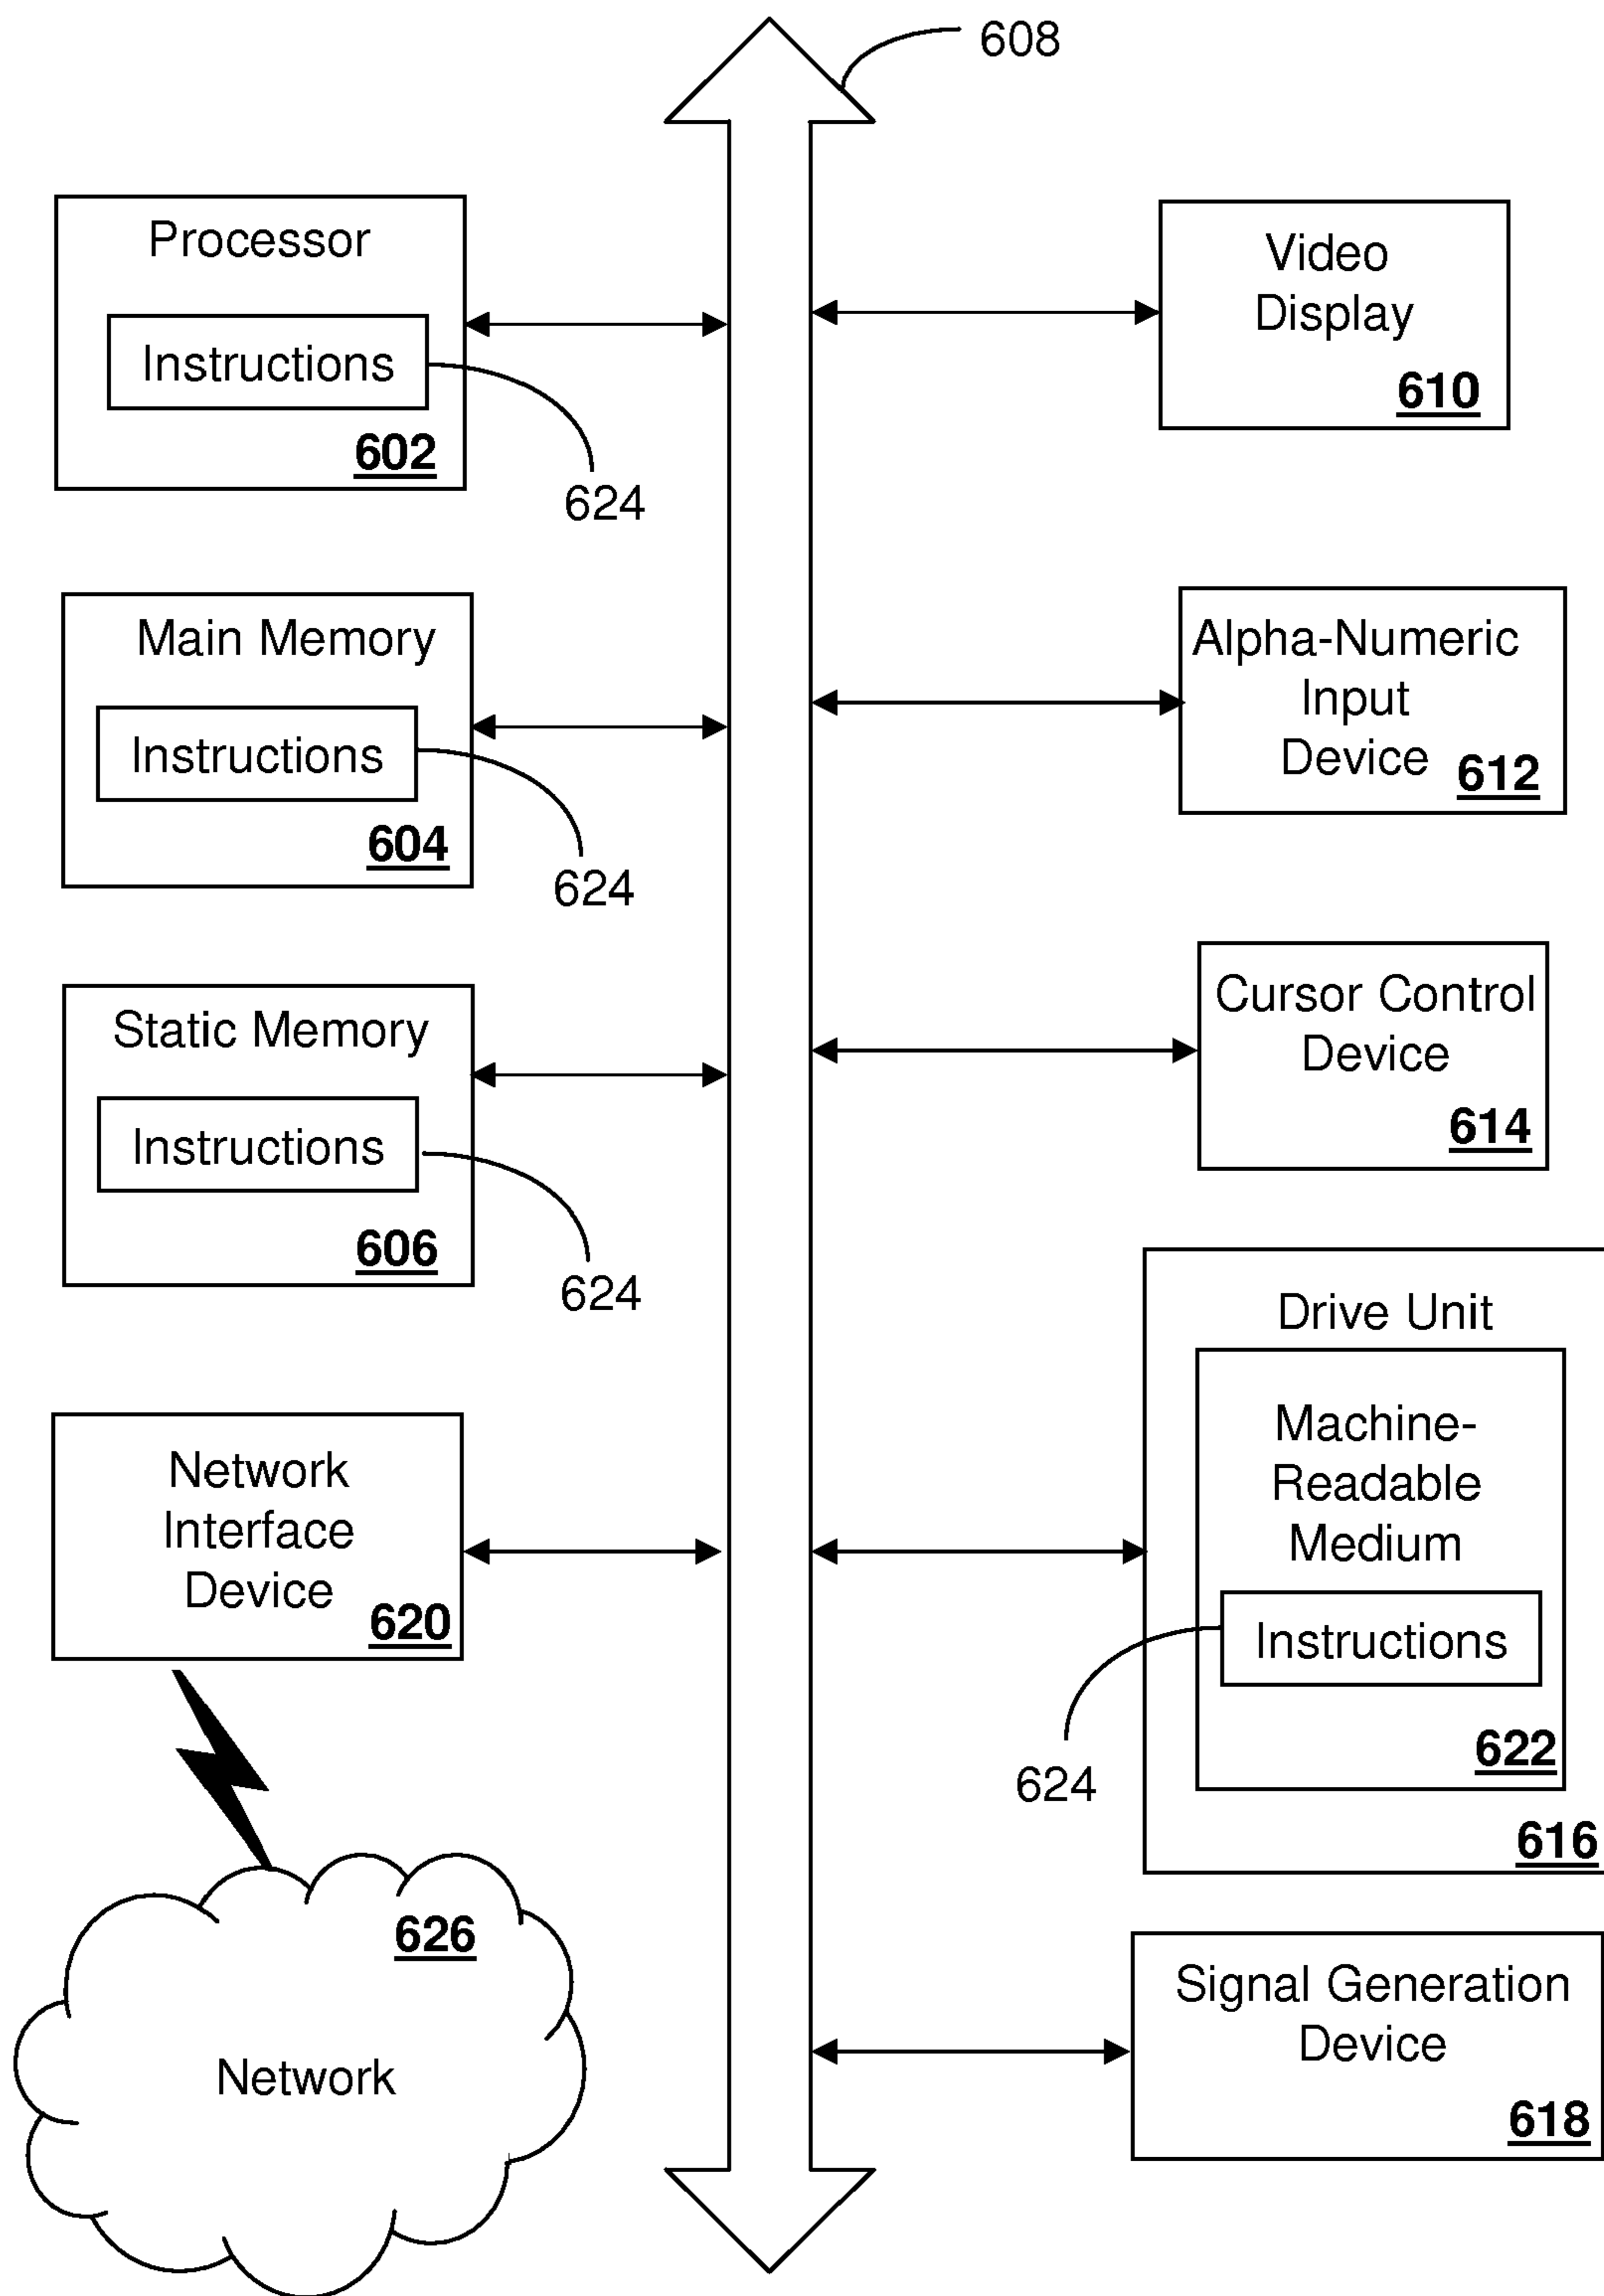 608
Processor
Instructions
602
624
Main Memory
Instructions
604
624
Static Memory
Instructions
606
624
Network
Interface
Device
620
626
Network
Video
Display
610
Alpha-Numeric
Input
Device
612
Cursor Control
Device
614
Drive Unit
Machine-
Readable
Medium
Instructions
622
624
616
Signal Generation
Device
618